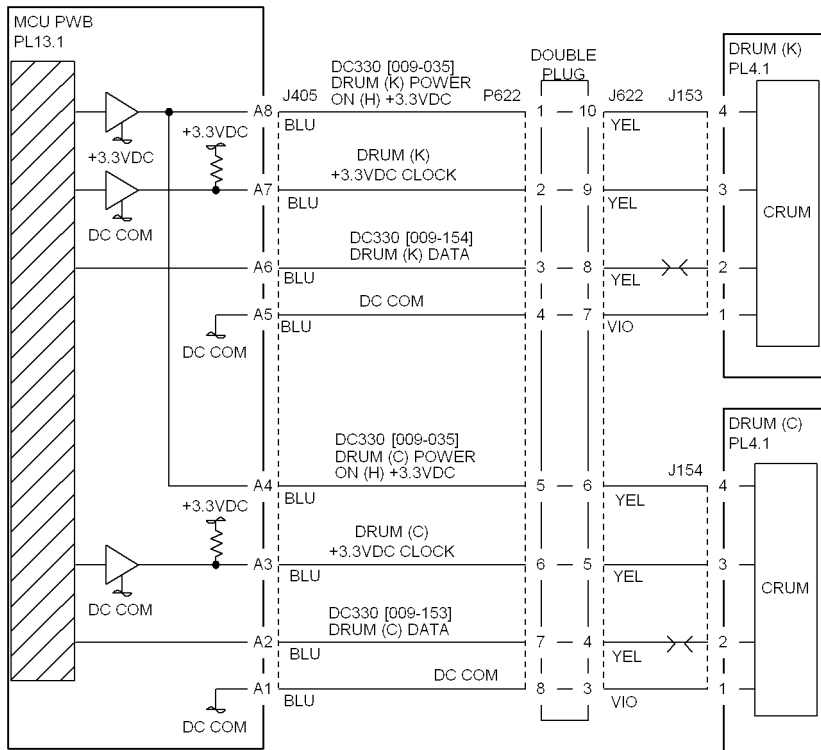 MCU PWB
PL13.1
DOUBLE
PLUG
DRUM (K)
PL4.1
J405
DC330 [009-035]
DRUM (K) POWER
ON (H) +3.3VDC
P622
J622
J153
A8
BLU
1
10
YEL
4
+3.3VDC
+3.3VDC
DRUM (K)
+3.3VDC CLOCK
A7
BLU
2
9
YEL
3
CRUM
DC COM
DC330 [009-154]
DRUM (K) DATA
A6
BLU
3
8
YEL
2
DC COM
A5
BLU
4
7
VIO
1
DC COM
DRUM (C)
PL4.1
DC330 [009-035]
DRUM (C) POWER
ON (H) +3.3VDC
J154
A4
BLU
5
6
YEL
4
+3.3VDC
DRUM (C)
+3.3VDC CLOCK
A3
BLU
6
5
YEL
3
CRUM
DC COM
DC330 [009-153]
DRUM (C) DATA
A2
BLU
7
4
YEL
2
DC COM
A1
BLU
8
3
VIO
1
DC COM